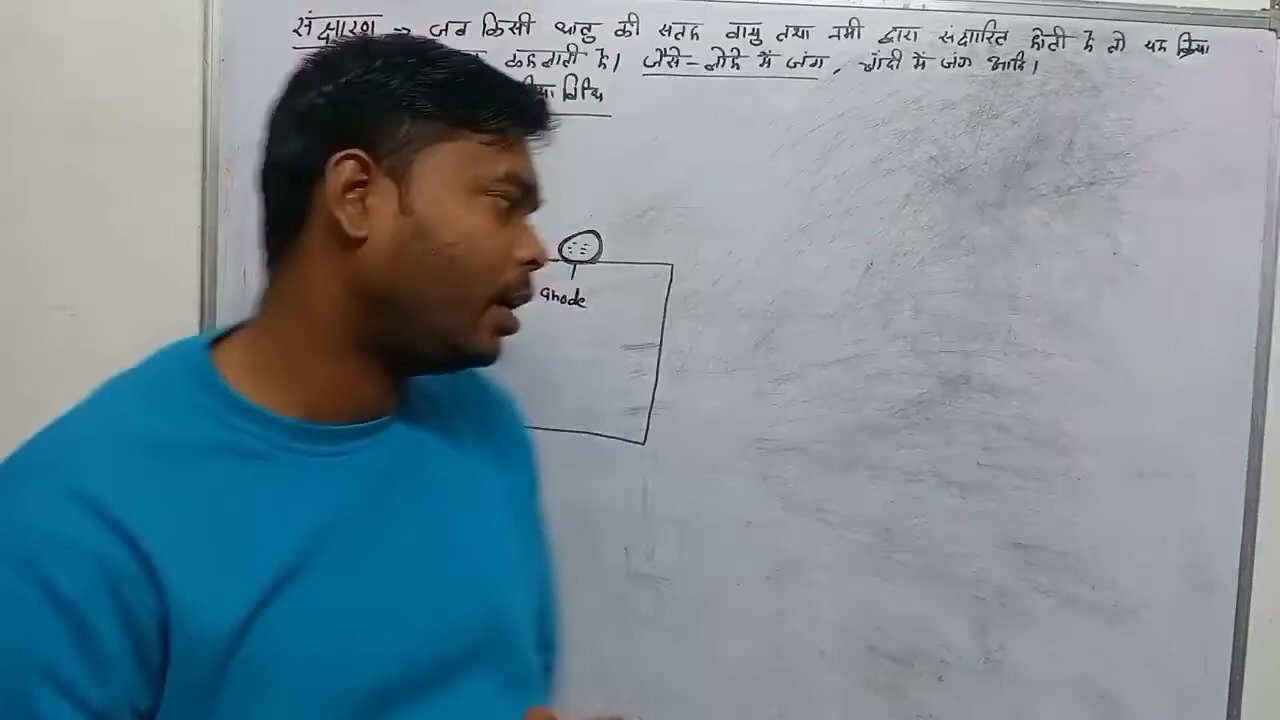 संक्षारण → जब किसी धातु की सतह वायु तथा नमी द्वारा संक्षारित होती है तो यह क्रिया
कहलाती है। जैसे - लोहे में जंग, चांदी में जंग आदि।
विधि
anode